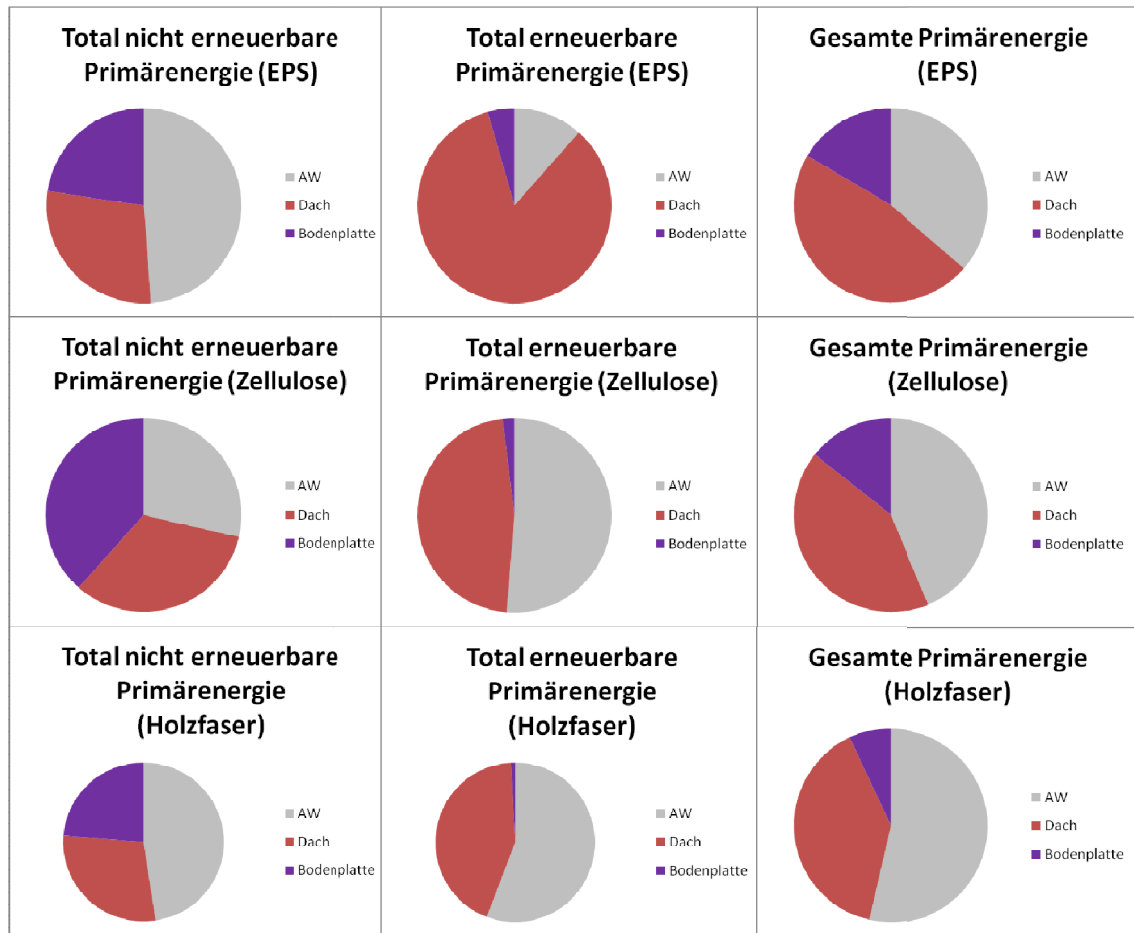 Total nicht erneuerbare
Primärenergie (EPS)
AW
Dach
Bodenplatte
Total erneuerbare
Primärenergie (EPS)
AW
Dach
Bodenplatte
Gesamte Primärenergie
(EPS)
AW
Dach
Bodenplatte
Total nicht erneuerbare
Primärenergie (Zellulose)
AW
Dach
Bodenplatte
Total erneuerbare
Primärenergie (Zellulose)
AW
Dach
Bodenplatte
Gesamte Primärenergie
(Zellulose)
AW
Dach
Bodenplatte
Total nicht erneuerbare
Primärenergie
(Holzfaser)
AW
Dach
Bodenplatte
Total erneuerbare
Primärenergie
(Holzfaser)
AW
Dach
Bodenplatte
Gesamte Primärenergie
(Holzfaser)
AW
Dach
Bodenplatte